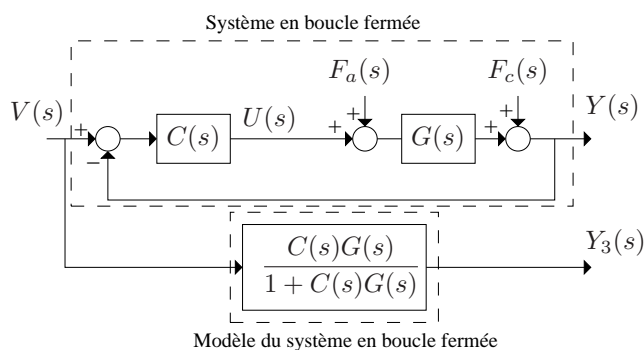 Système en boucle fermée
F_a(s)
F_c(s)
V(s)
U(s)
Y(s)
+
−
C(s)
+
+
G(s)
+
+
Y_3(s)
C(s)G(s)
1 + C(s)G(s)
Modèle du système en boucle fermée